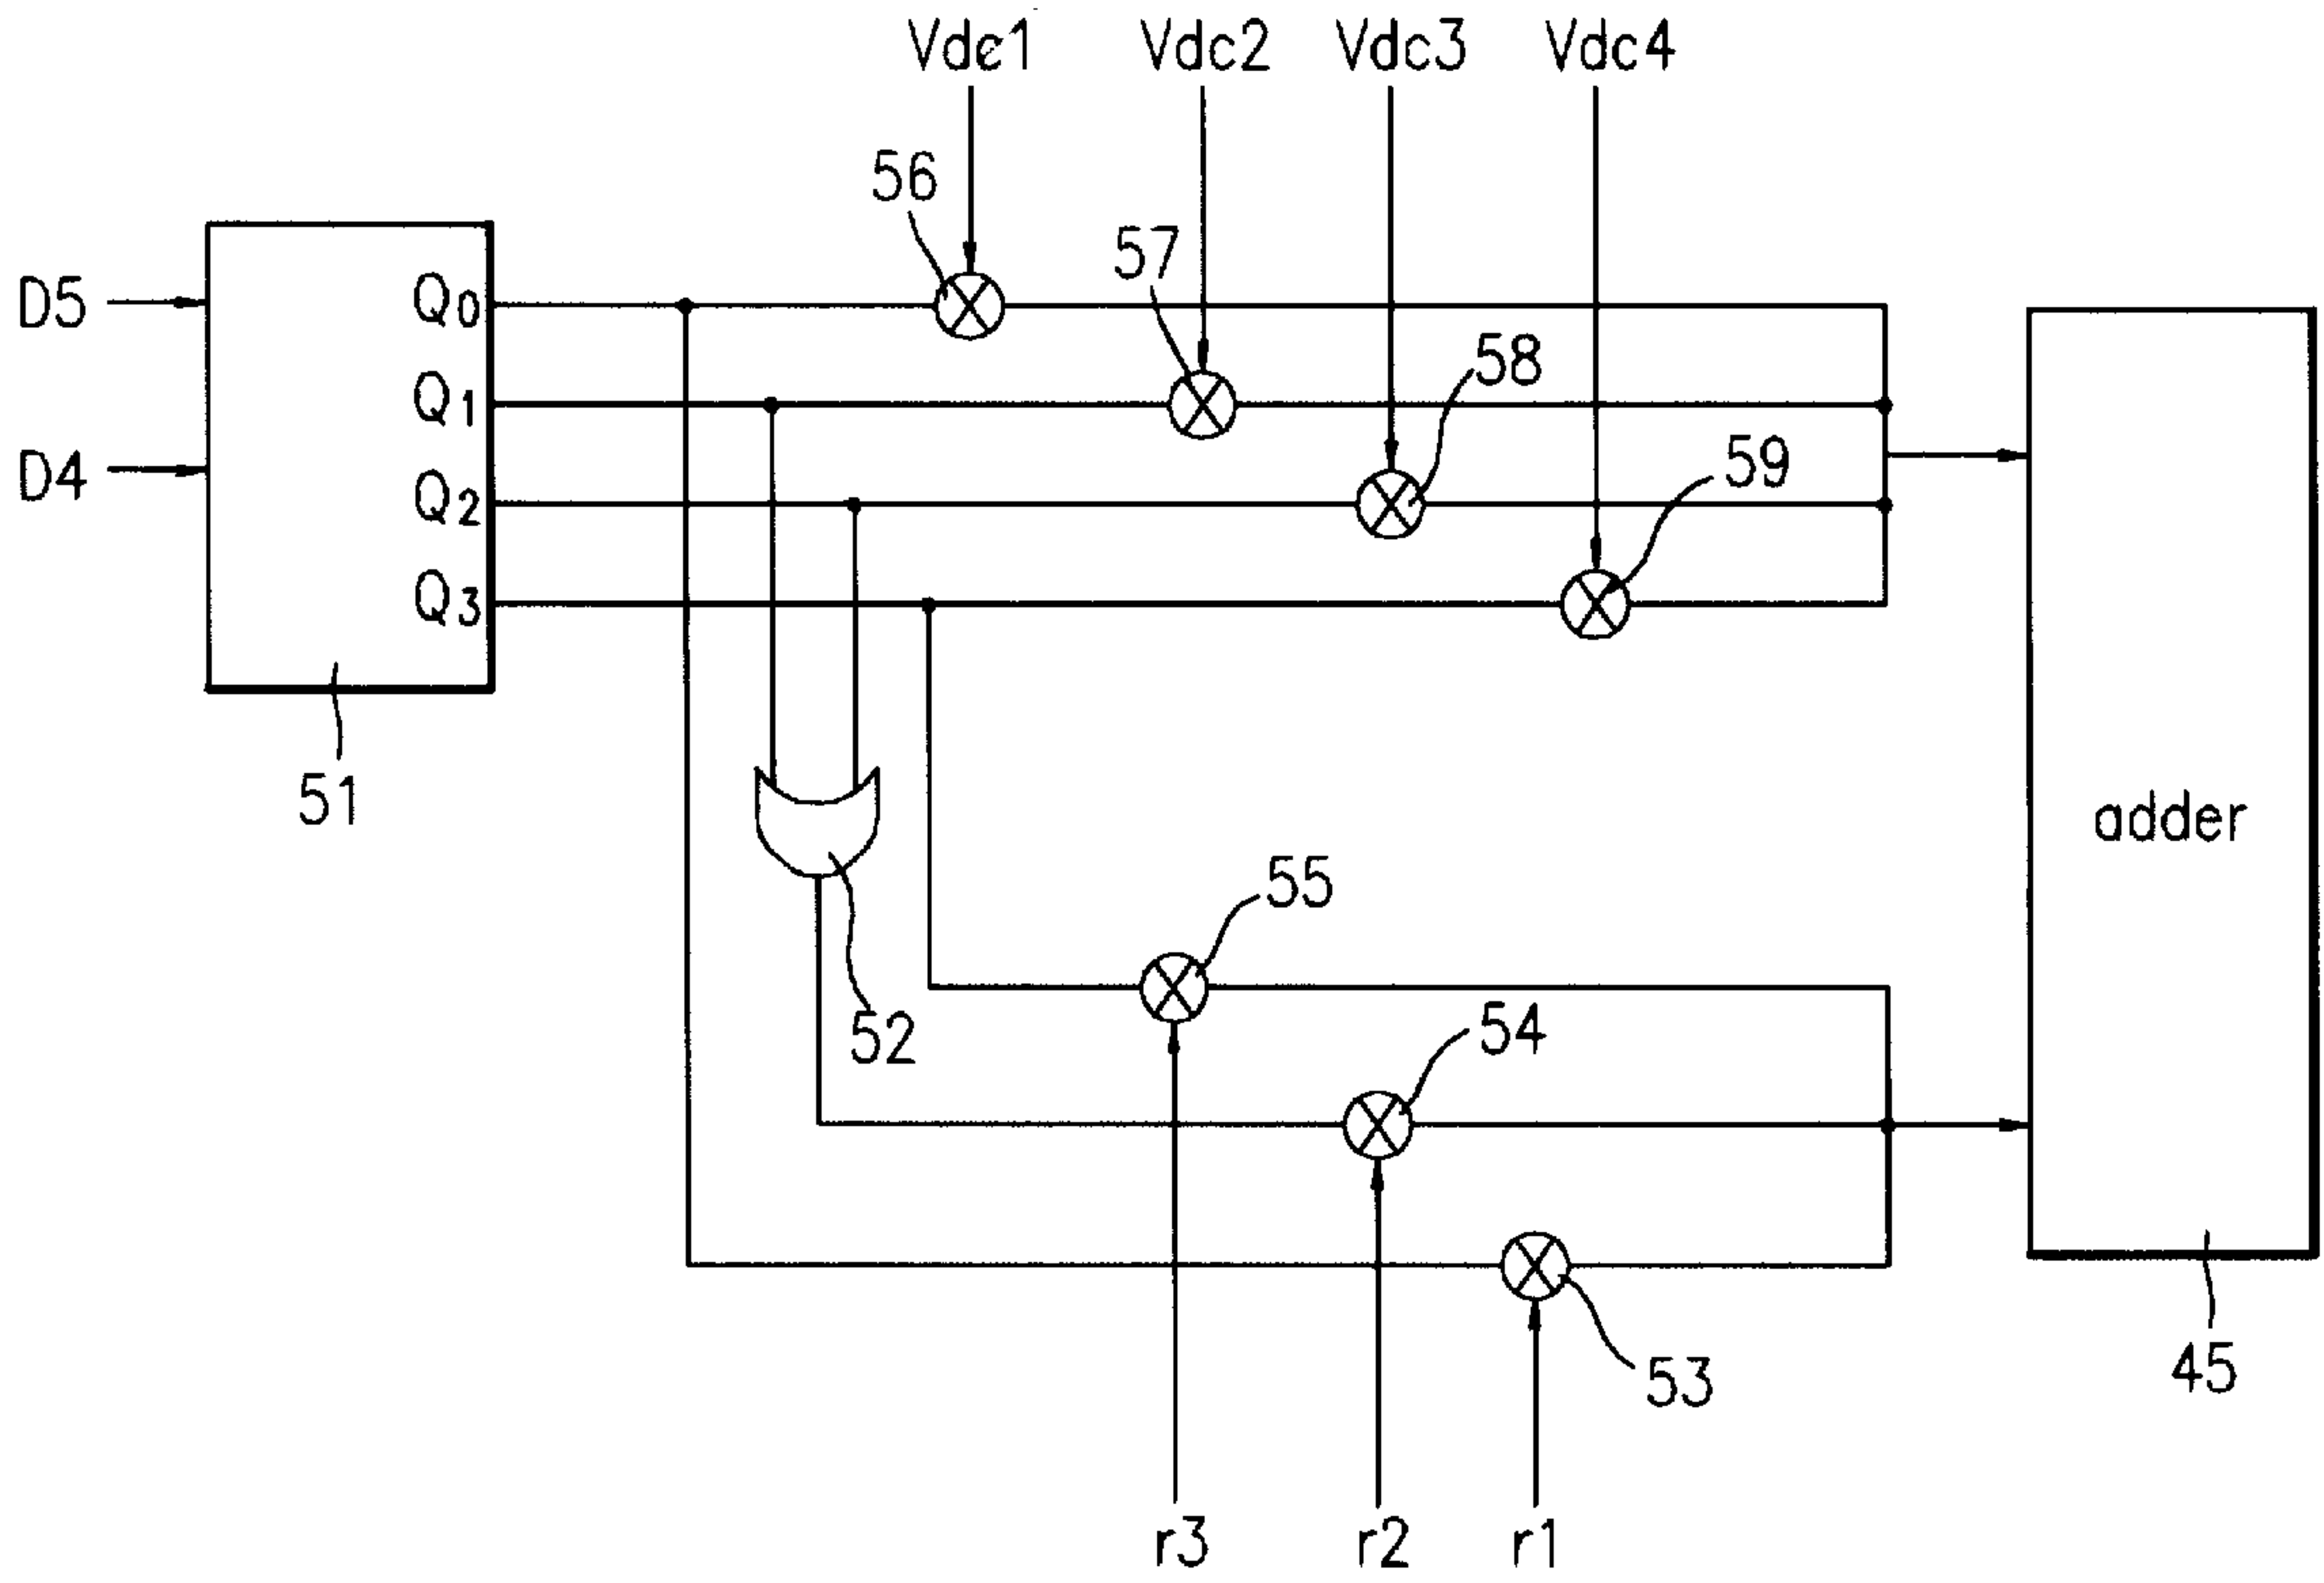 Vdc1 Vdc2 Vdc3 Vdc4
56
57
D5
Q0
58
Q1
59
D4
Q2
Q3
51
adder
55
52
54
53
45
r3 r2 r1